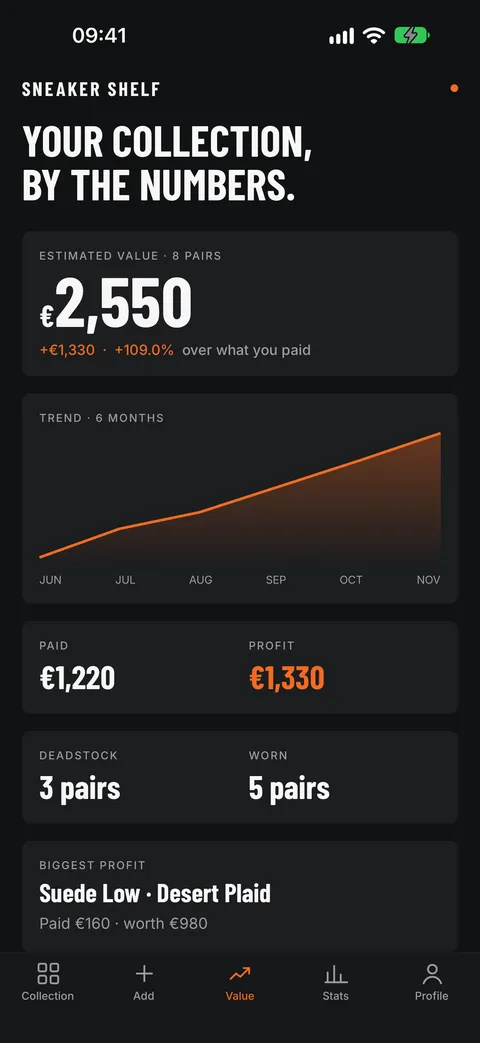 09:41
SNEAKER SHELF
YOUR COLLECTION,
BY THE NUMBERS.
ESTIMATED VALUE · 8 PAIRS
€2,550
+€1,330 · +109.0% over what you paid
TREND · 6 MONTHS
JUN JUL AUG SEP OCT NOV
PAID PROFIT
€1,220 €1,330
DEADSTOCK WORN
3 pairs 5 pairs
BIGGEST PROFIT
Suede Low · Desert Plaid
Paid €160 · worth €980
Collection Add Value Stats Profile